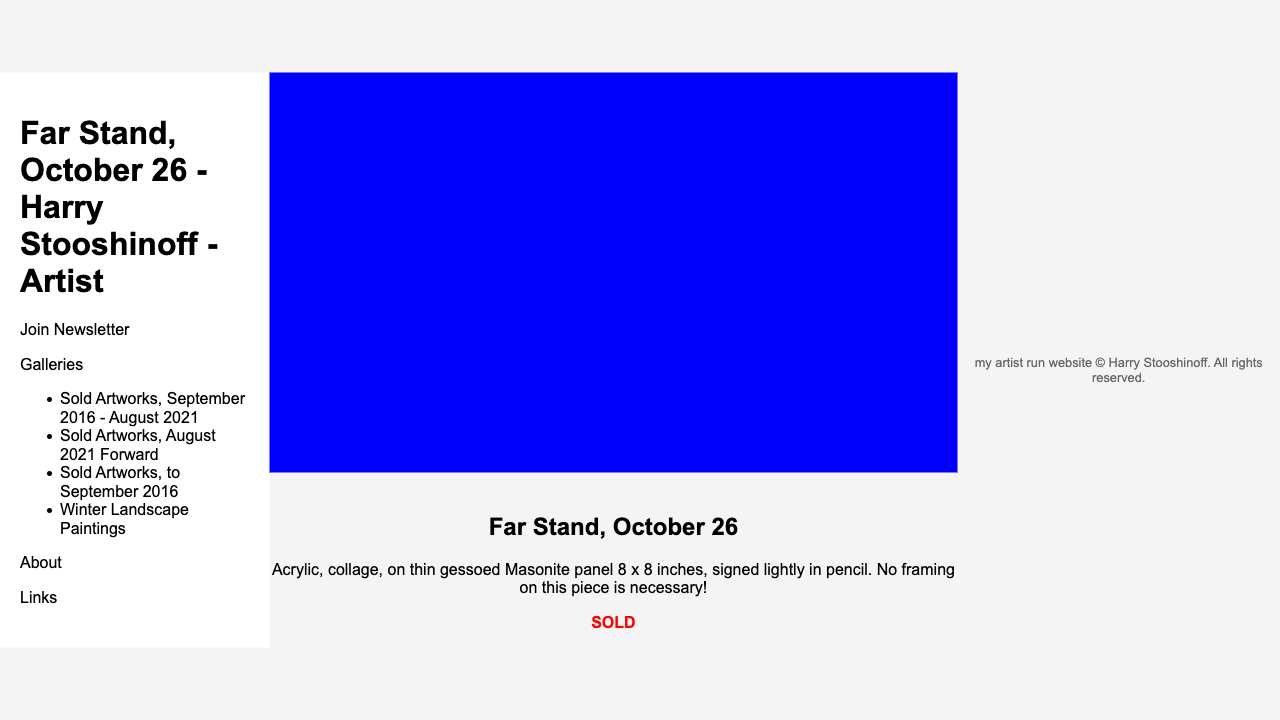 Far Stand,
October 26 -
Harry
Stooshinoff -
Artist
Join Newsletter
Galleries
• Sold Artworks, September
2016 - August 2021
• Sold Artworks, August
2021 Forward
• Sold Artworks, to
September 2016
• Winter Landscape
Paintings
About
Links
Far Stand, October 26
Acrylic, collage, on thin gessoed Masonite panel 8 x 8 inches, signed lightly in pencil. No framing
on this piece is necessary!
SOLD
my artist run website © Harry Stooshinoff. All rights
reserved.